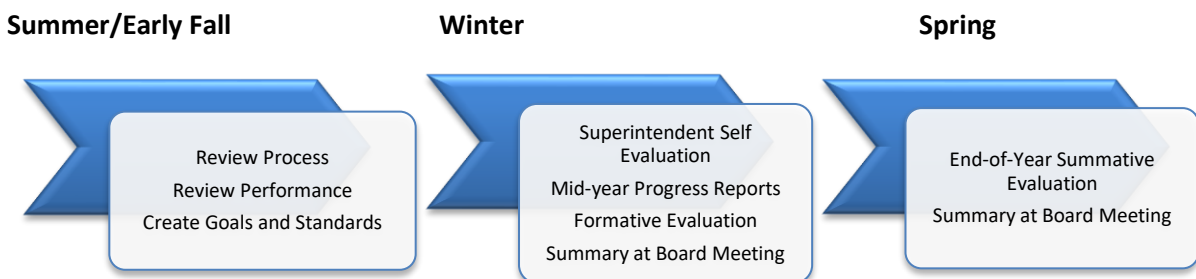 Summer/Early Fall
Winter
Spring
Review Process
Review Performance
Create Goals and Standards
Superintendent Self
Evaluation
Mid-year Progress Reports
Formative Evaluation
Summary at Board Meeting
End-of-Year Summative
Evaluation
Summary at Board Meeting